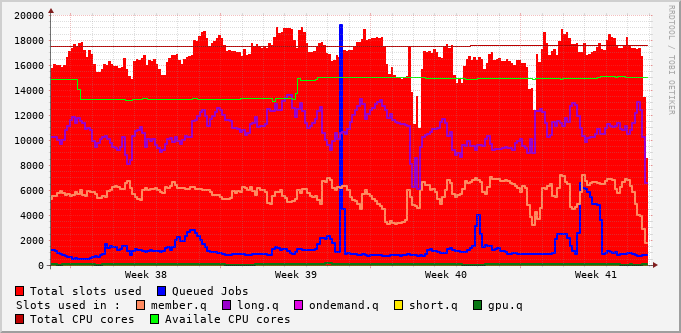 20000
18000
16000
14000
12000
10000
8000
6000
4000
2000
0
Week 38 Week 39 Week 40 Week 41
RRDTOOL / TOBI OETIKER
Total slots used Queued Jobs
Slots used in : member.q long.q ondemand.q short.q gpu.q
Total CPU cores Availale CPU cores